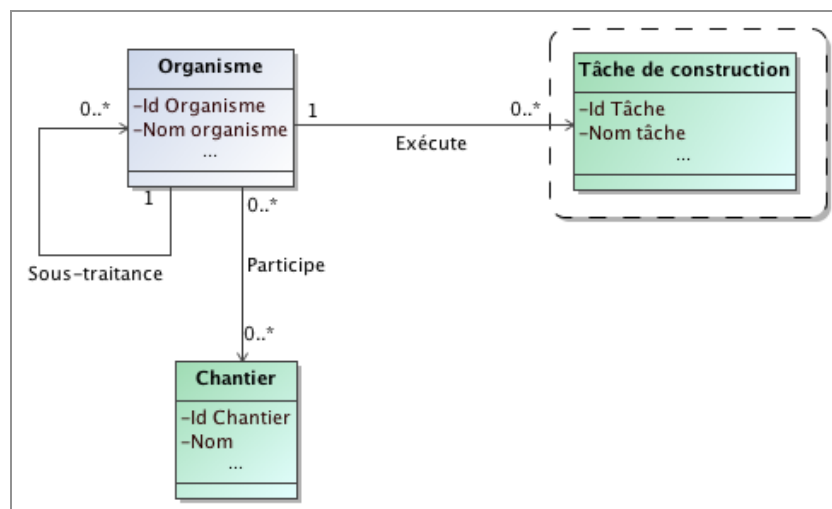 Organisme
-Id Organisme
-Nom organisme
...
0..*
1
Sous-traitance
1
0..*
Exécute
Tâche de construction
-Id Tâche
-Nom tâche
...
0..*
Participe
0..*
Chantier
-Id Chantier
-Nom
...